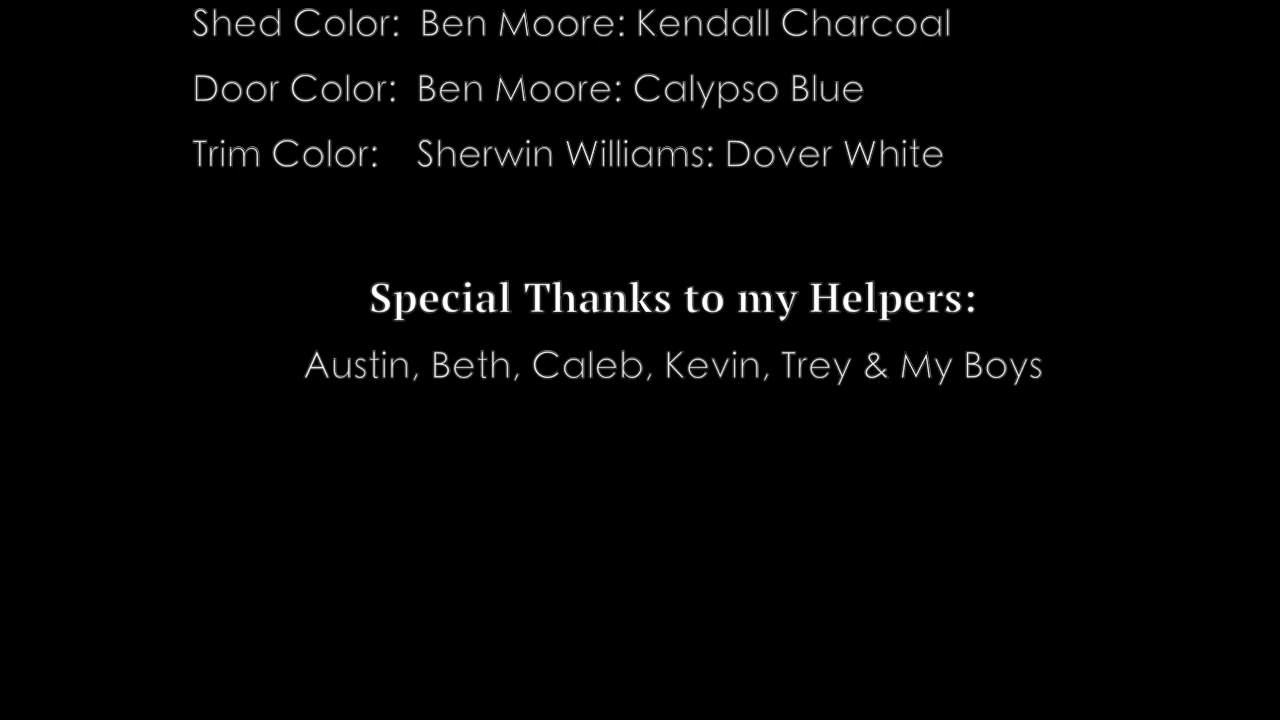 Shed Color: Ben Moore: Kendall Charcoal
Door Color: Ben Moore: Calypso Blue
Trim Color: Sherwin Williams: Dover White
Special Thanks to my Helpers:
Austin, Beth, Caleb, Kevin, Trey & My Boys